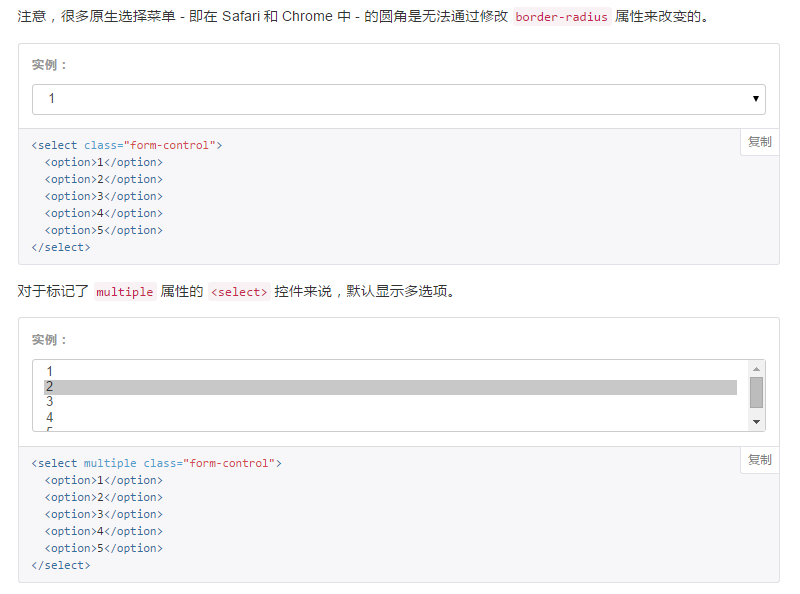 注意，很多原生选择菜单 - 即在 Safari 和 Chrome 中 - 的圆角是无法通过修改 border-radius 属性来改变的。
实例：
1
复制
<select class="form-control">
  <option>1</option>
  <option>2</option>
  <option>3</option>
  <option>4</option>
  <option>5</option>
</select>
对于标记了 multiple 属性的 <select> 控件来说，默认显示多选项。
实例：
1
2
3
4
5
复制
<select multiple class="form-control">
  <option>1</option>
  <option>2</option>
  <option>3</option>
  <option>4</option>
  <option>5</option>
</select>